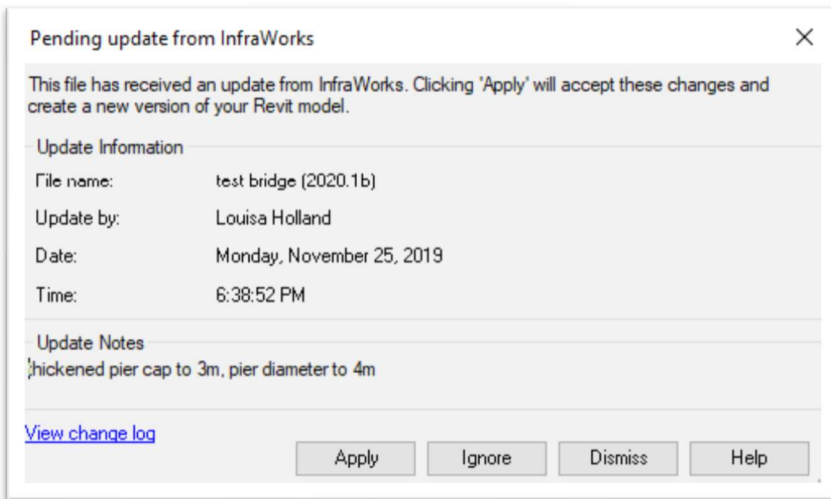 Pending update from InfraWorks
This file has received an update from InfraWorks. Clicking 'Apply' will accept these changes and
create a new version of your Revit model.
Update Information
File name: test bridge (2020.1b)
Update by: Louisa Holland
Date: Monday, November 25, 2019
Time: 6:38:52 PM
Update Notes
thickened pier cap to 3m, pier diameter to 4m
View change log
Apply Ignore Dismiss Help